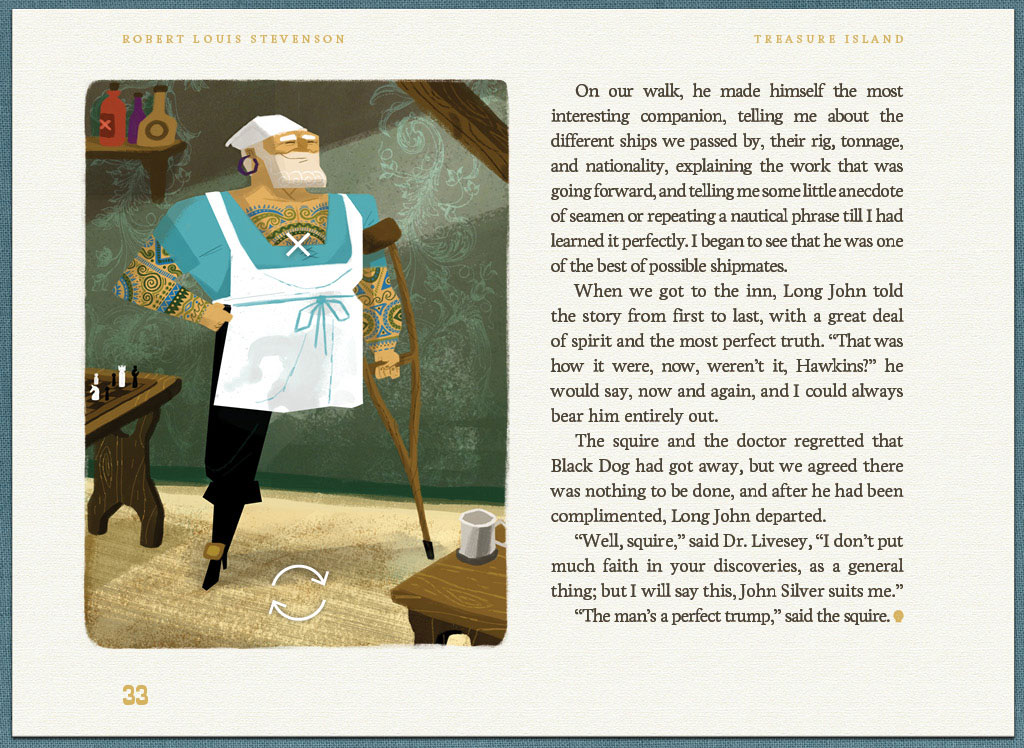 ROBERT LOUIS STEVENSON
TREASURE ISLAND
On our walk, he made himself the most
interesting companion, telling me about the
different ships we passed by, their rig, tonnage,
and nationality, explaining the work that was
going forward, and telling me some little anecdote
of seamen or repeating a nautical phrase till I had
learned it perfectly. I began to see that he was one
of the best of possible shipmates.
When we got to the inn, Long John told
the story from first to last, with a great deal
of spirit and the most perfect truth. “That was
how it were, now, weren’t it, Hawkins?” he
would say, now and again, and I could always
bear him entirely out.
The squire and the doctor regretted that
Black Dog had got away, but we agreed there
was nothing to be done, and after he had been
complimented, Long John departed.
“Well, squire,” said Dr. Livesey, “I don’t put
much faith in your discoveries, as a general
thing; but I will say this, John Silver suits me.”
“The man’s a perfect trump,” said the squire.
33